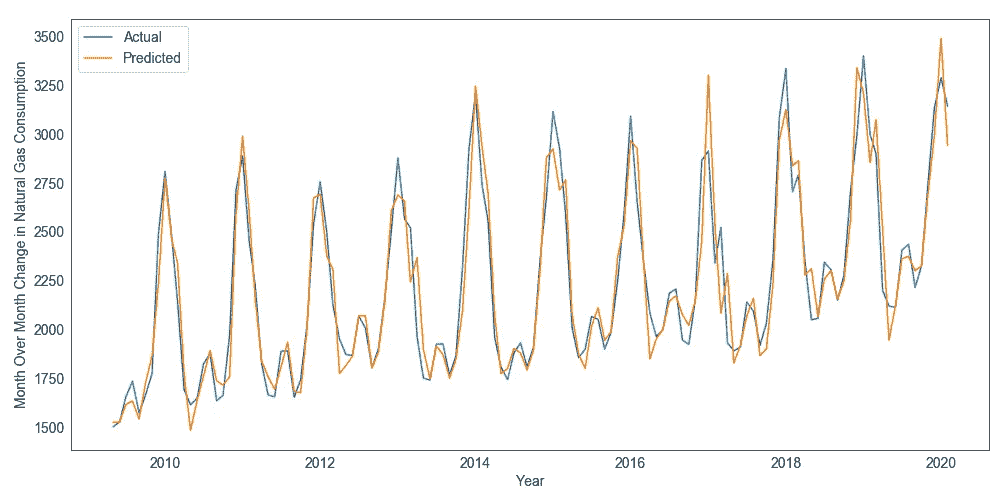 Actual
Predicted
Month Over Month Change in Natural Gas Consumption
3500
3250
3000
2750
2500
2250
2000
1750
1500
2010 2012 2014 2016 2018 2020
Year